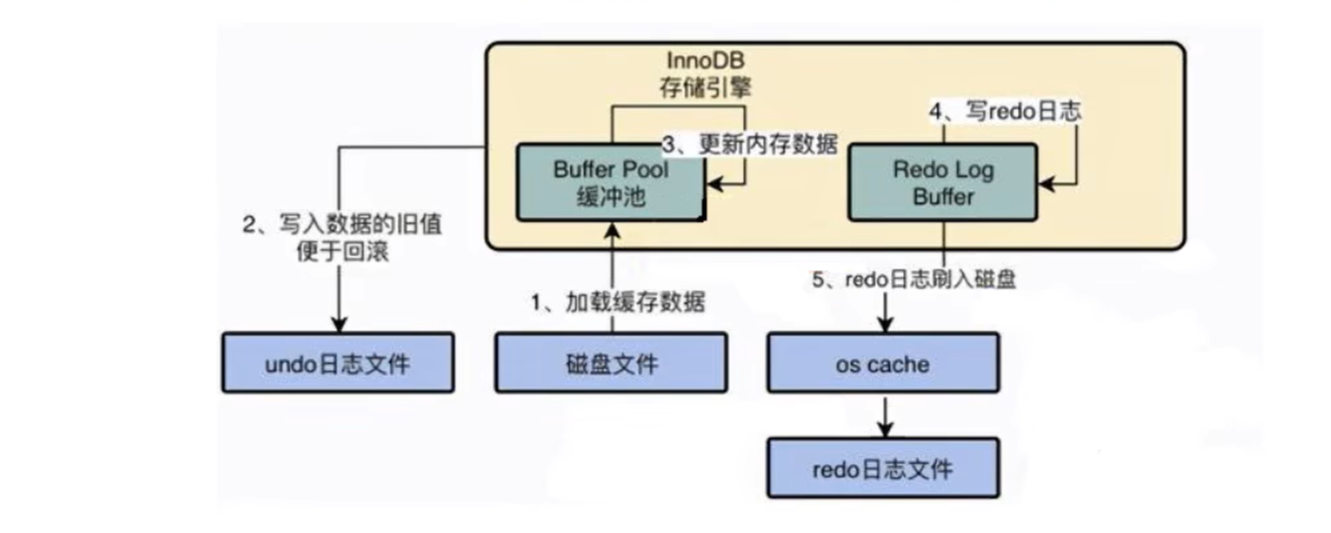 InnoDB
存储引擎
4、写redo日志
3、更新内存数据
Buffer Pool
缓冲池
Redo Log
Buffer
2、写入数据的旧值
便于回滚
5、redo日志刷入磁盘
1、加载缓存数据
undo日志文件
磁盘文件
os cache
redo日志文件